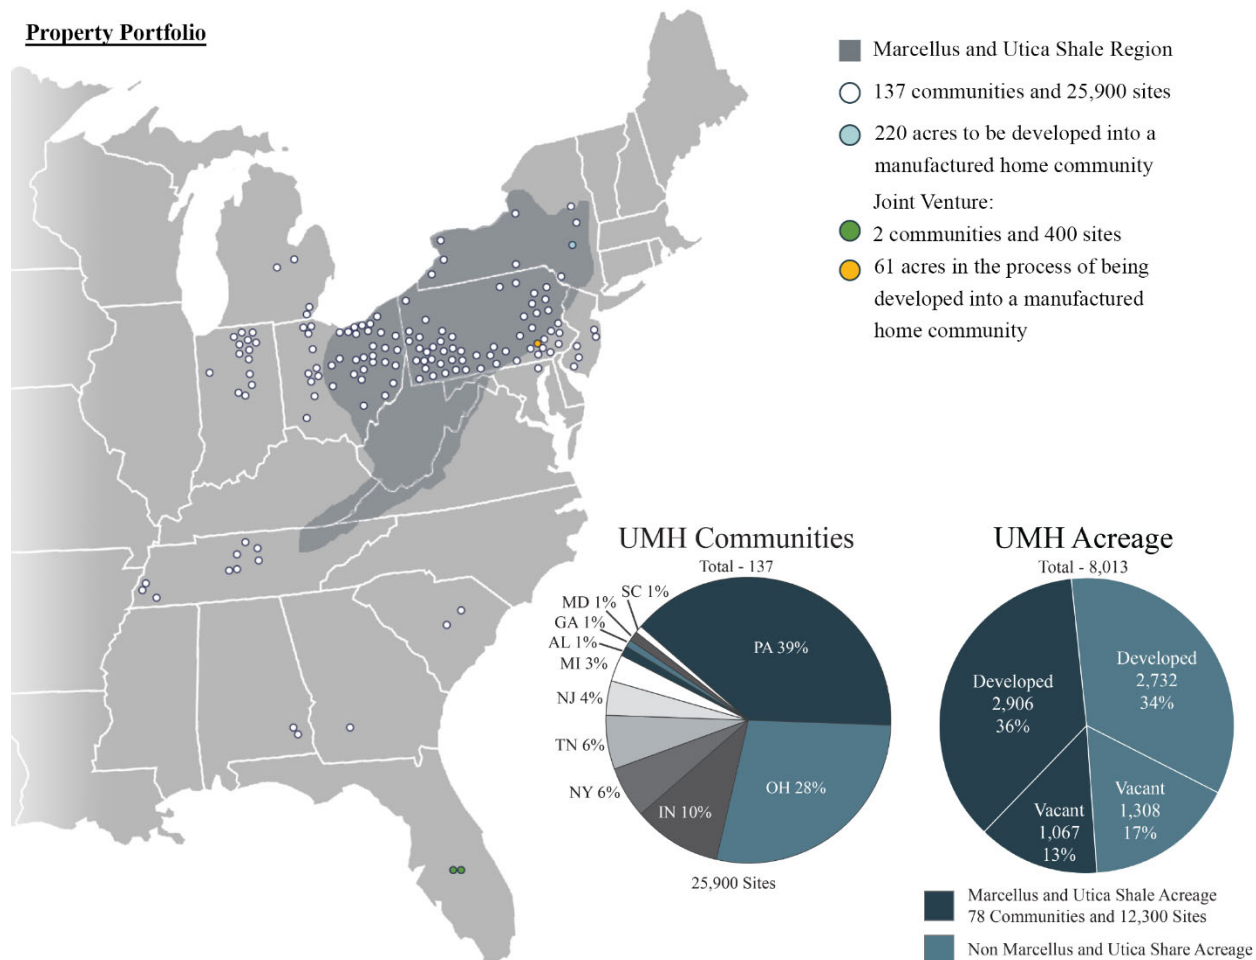 Property Portfolio
Marcellus and Utica Shale Region
137 communities and 25,900 sites
220 acres to be developed into a
manufactured home community
Joint Venture:
2 communities and 400 sites
61 acres in the process of being
developed into a manufactured
home community
UMH Communities
Total - 137
SC 1%
MD 1%
GA 1%
AL 1%
MI 3%
NJ 4%
TN 6%
NY 6%
IN 10%
OH 28%
PA 39%
25,900 Sites
UMH Acreage
Total - 8,013
Developed
2,906
36%
Developed
2,732
34%
Vacant
1,067
13%
Vacant
1,308
17%
Marcellus and Utica Shale Acreage
78 Communities and 12,300 Sites
Non Marcellus and Utica Share Acreage